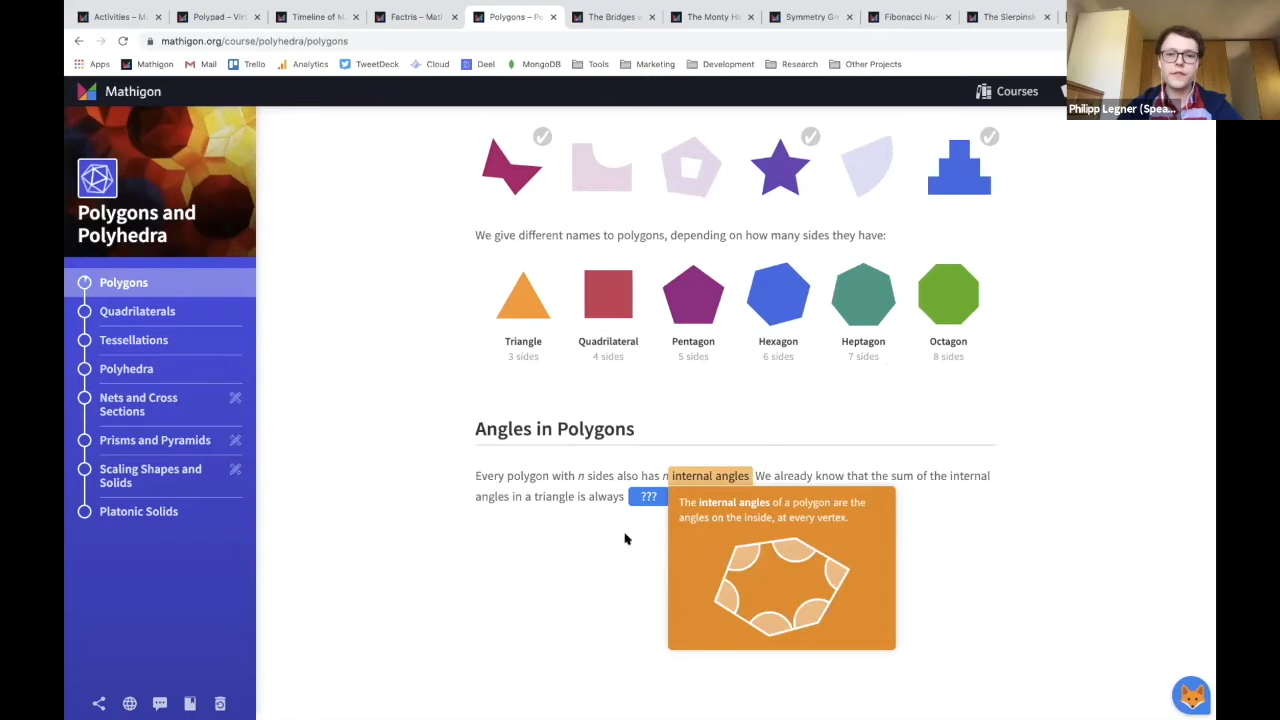 Activities – M
Polypad – Vir
Timeline of M
Factris – Mat
Polygons – Po
The Bridges o
The Monty Ha
Symmetry Gr
Fibonacci Nu
The Sierpinsk
mathigon.org/course/polyhedra/polygons
Apps Mathigon Mail Trello Analytics TweetDeck Cloud Deel MongoDB Tools Marketing Development Research Other Projects
Philipp Legner (Spea...
Mathigon
Courses
Polygons and
Polyhedra
Polygons
Quadrilaterals
Tessellations
Polyhedra
Nets and Cross
Sections
Prisms and Pyramids
Scaling Shapes and
Solids
Platonic Solids
We give different names to polygons, depending on how many sides they have:
Triangle Quadrilateral Pentagon Hexagon Heptagon Octagon
3 sides 4 sides 5 sides 6 sides 7 sides 8 sides
Angles in Polygons
Every polygon with n sides also has n internal angles We already know that the sum of the internal
angles in a triangle is always ???
The internal angles of a polygon are the
angles on the inside, at every vertex.